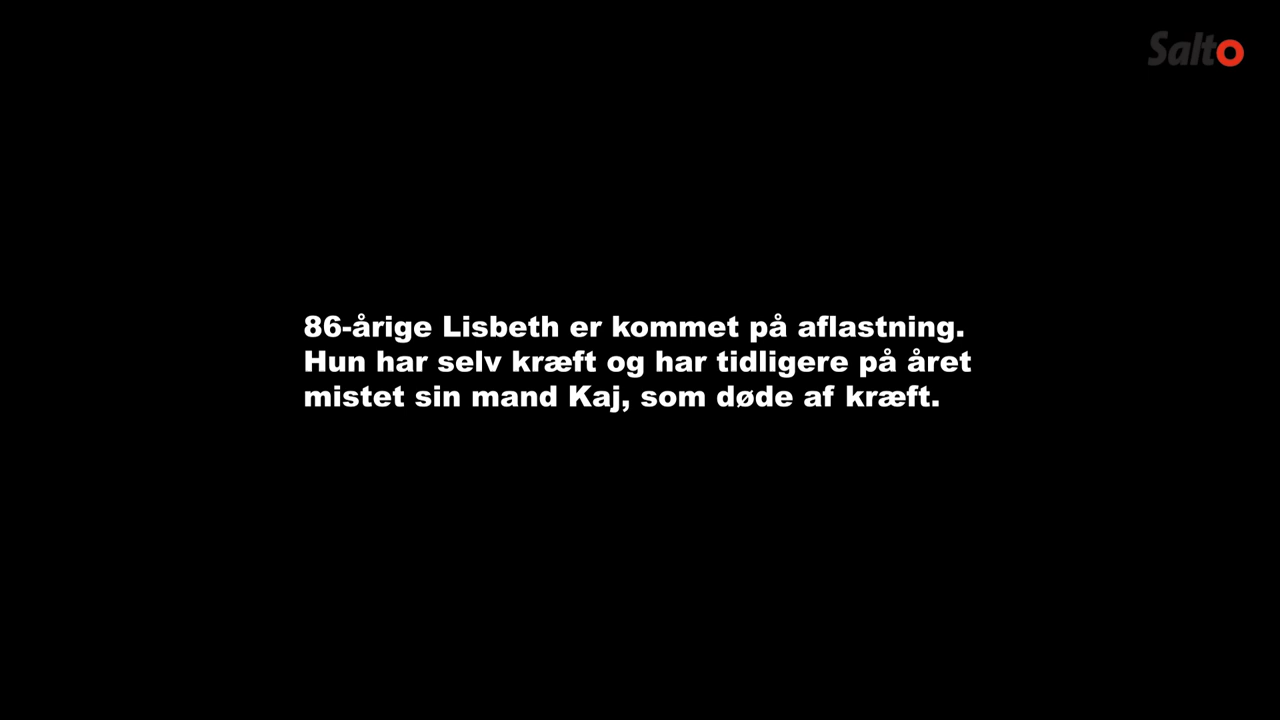 Salto
86-årige Lisbeth er kommet på aflastning.
Hun har selv kræft og har tidligere på året
mistet sin mand Kaj, som døde af kræft.